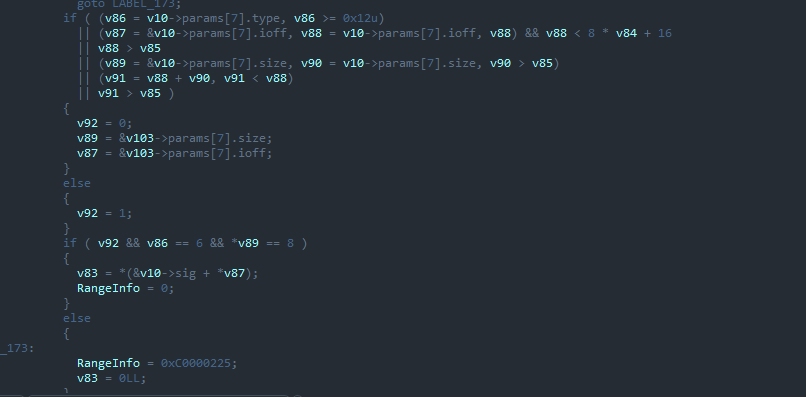 goto LABEL_173;
if ( (v86 = v10->params[7].type, v86 >= 0x12u)
|| (v87 = &v10->params[7].ioff, v88 = v10->params[7].ioff, v88) && v88 < 8 * v84 + 16
|| v88 > v85
|| (v89 = &v10->params[7].size, v90 = v10->params[7].size, v90 > v85)
|| (v91 = v88 + v90, v91 < v88)
|| v91 > v85 )
{
v92 = 0;
v89 = &v103->params[7].size;
v87 = &v103->params[7].ioff;
}
else
{
v92 = 1;
}
if ( v92 && v86 == 6 && *v89 == 8 )
{
v83 = *(&v10->sig + *v87);
RangeInfo = 0;
}
else
{
_173:
RangeInfo = 0xC0000225;
v83 = 0LL;
}